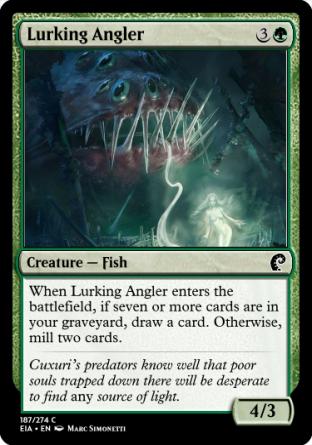 Lurking Angler 3
Creature — Fish
When Lurking Angler enters the
battlefield, if seven or more cards are in
your graveyard, draw a card. Otherwise,
mill two cards.
Cuxuri's predators know well that poor
souls trapped down there will be desperate
to find any source of light.
4/3
187/274 C
EIA • EN Marc Simonetti